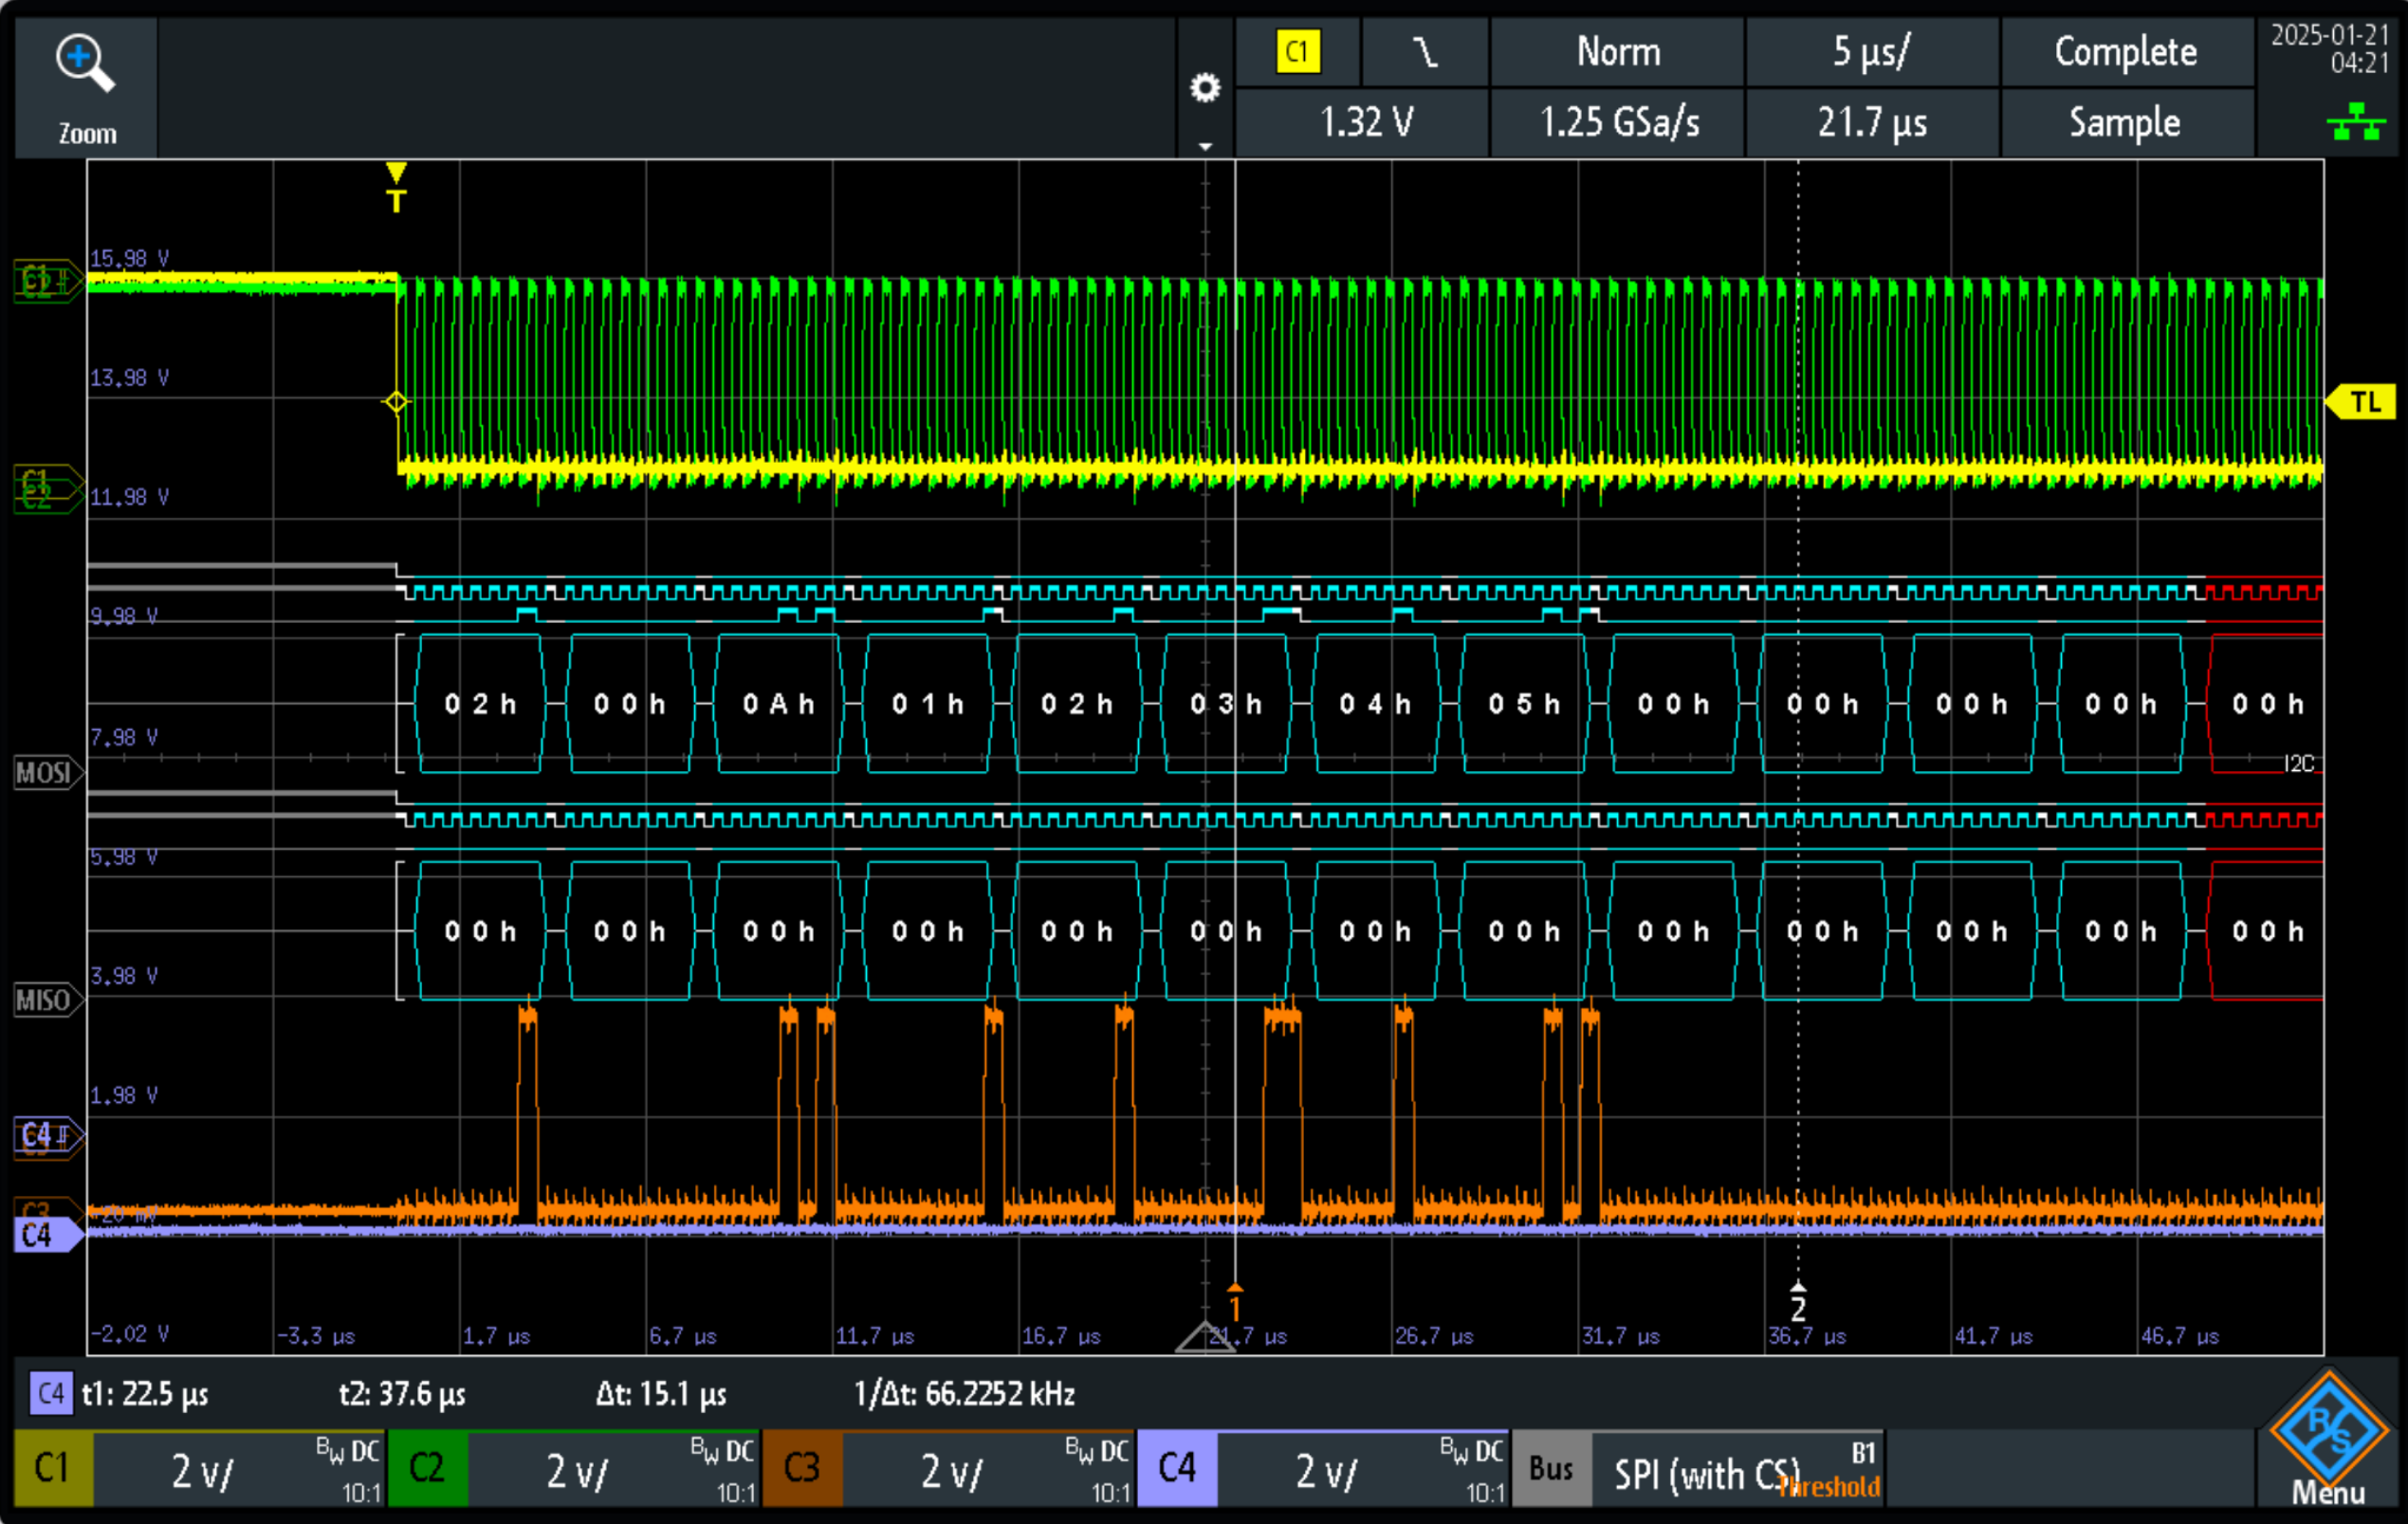 Zoom
C1
Norm
5 µs/
Complete
2025-01-21
04:21
1.32 V
1.25 GSa/s
21.7 µs
Sample
T
15.98 V
C1
C2
13.98 V
TL
C1
C2
11.98 V
9.98 V
02h 00h 0Ah 01h 02h 03h 04h 05h 00h 00h 00h 00h 00h
7.98 V
I2C
MOSI
5.98 V
00h 00h 00h 00h 00h 00h 00h 00h 00h 00h 00h 00h 00h
3.98 V
MISO
1.98 V
C4
C3
C3
-20 mV
C4
1
2
-2.02 V -3.3 µs 1.7 µs 6.7 µs 11.7 µs 16.7 µs 21.7 µs 26.7 µs 31.7 µs 36.7 µs 41.7 µs 46.7 µs
C4 t1: 22.5 µs t2: 37.6 µs Δt: 15.1 µs 1/Δt: 66.2252 kHz
C1 2 V/ BW DC 10:1
C2 2 V/ BW DC 10:1
C3 2 V/ BW DC 10:1
C4 2 V/ BW DC 10:1
Bus SPI (with CS) B1
Threshold
R S
Menu